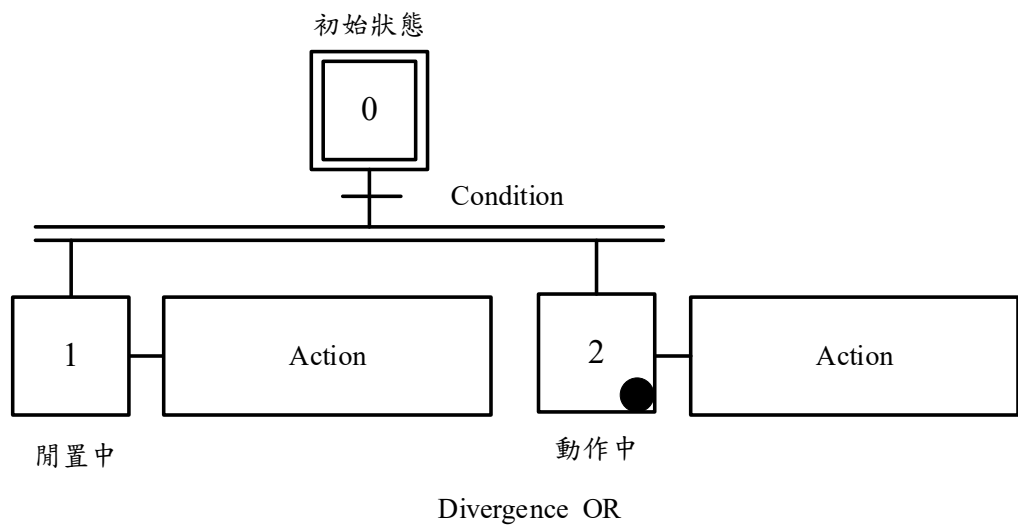 初始狀態
0
Condition
1
Action
2
Action
閒置中
動作中
Divergence OR